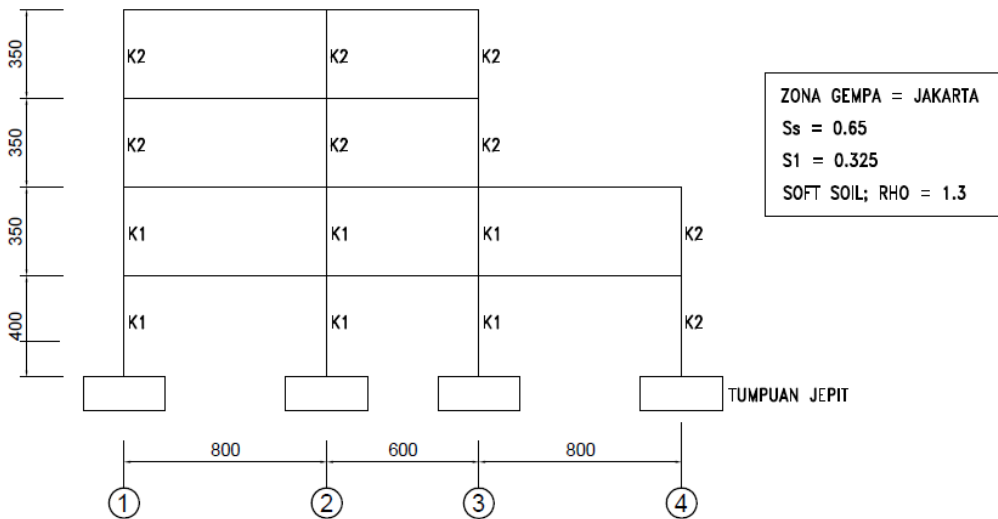 350
K2
K2
K2
350
K2
K2
K2
350
K1
K1
K1
K2
400
K1
K1
K1
K2
TUMPUAN JEPIT
800
600
800
1
2
3
4
ZONA GEMPA = JAKARTA
Ss = 0.65
S1 = 0.325
SOFT SOIL; RHO = 1.3